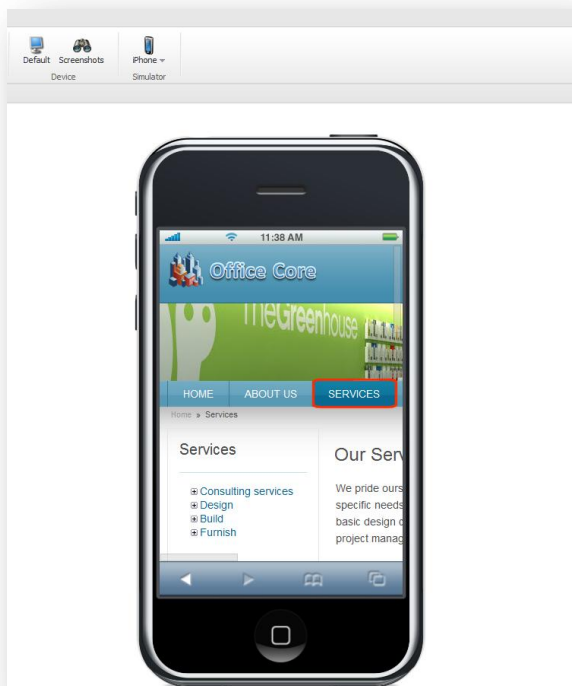 Default Screenshots iPhone
Device Simulator
11:38 AM
Office Core
TheGreenhouse
HOME ABOUT US SERVICES
Home » Services
Services
Consulting services
Design
Build
Furnish
Our Serv
We pride ours
specific needs
basic design
project manag